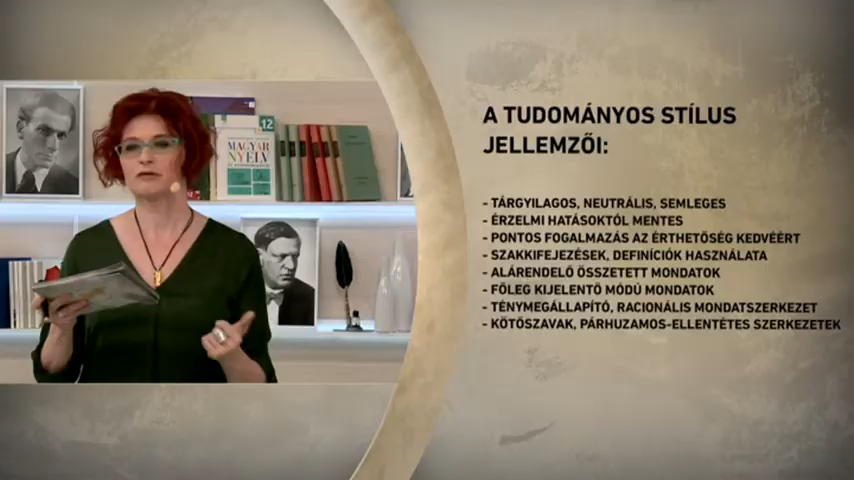 12
MAGYAR
NYELV
A TUDOMÁNYOS STÍLUS
JELLEMZŐI:
- TÁRGYILAGOS, NEUTRÁLIS, SEMLEGES
- ÉRZELMI HATÁSOKTÓL MENTES
- PONTOS FOGALMAZÁS AZ ÉRTHETŐSÉG KEDVÉÉRT
- SZAKKIFEJEZÉSEK, DEFINÍCIÓK HASZNÁLATA
- ALÁRENDELŐ ÖSSZETETT MONDATOK
- FŐLEG KIJELENTŐ MÓDÚ MONDATOK
- TÉNYMEGÁLLAPÍTÓ, RACIONÁLIS MONDATSZERKEZET
- KÖTŐSZAVAK, PÁRHUZAMOS-ELLENTÉTES SZERKEZETEK